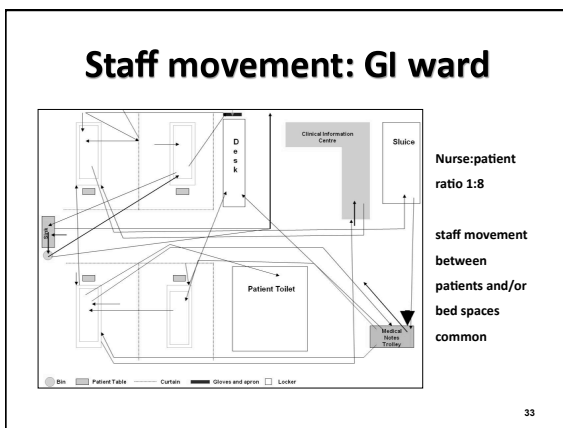 Staff movement: GI ward
D
e
s
k
Clinical Information
Centre
Sluice
Sink
Patient Toilet
Medical
Notes
Trolley
Bin
Patient Table
Curtain
Gloves and apron
Locker
Nurse:patient
ratio 1:8
staff movement
between
patients and/or
bed spaces
common
33